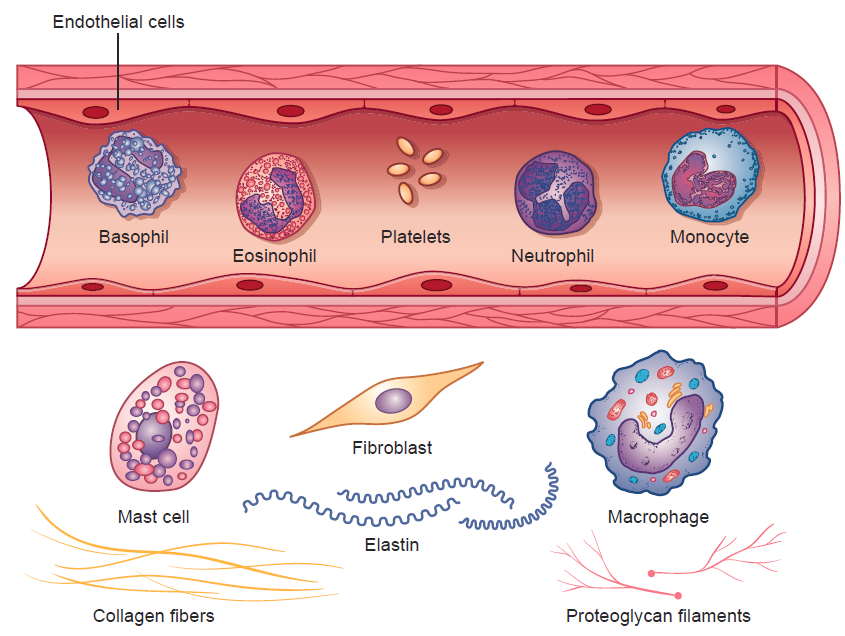 Endothelial cells
Basophil
Eosinophil
Platelets
Neutrophil
Monocyte
Mast cell
Fibroblast
Macrophage
Elastin
Collagen fibers
Proteoglycan filaments